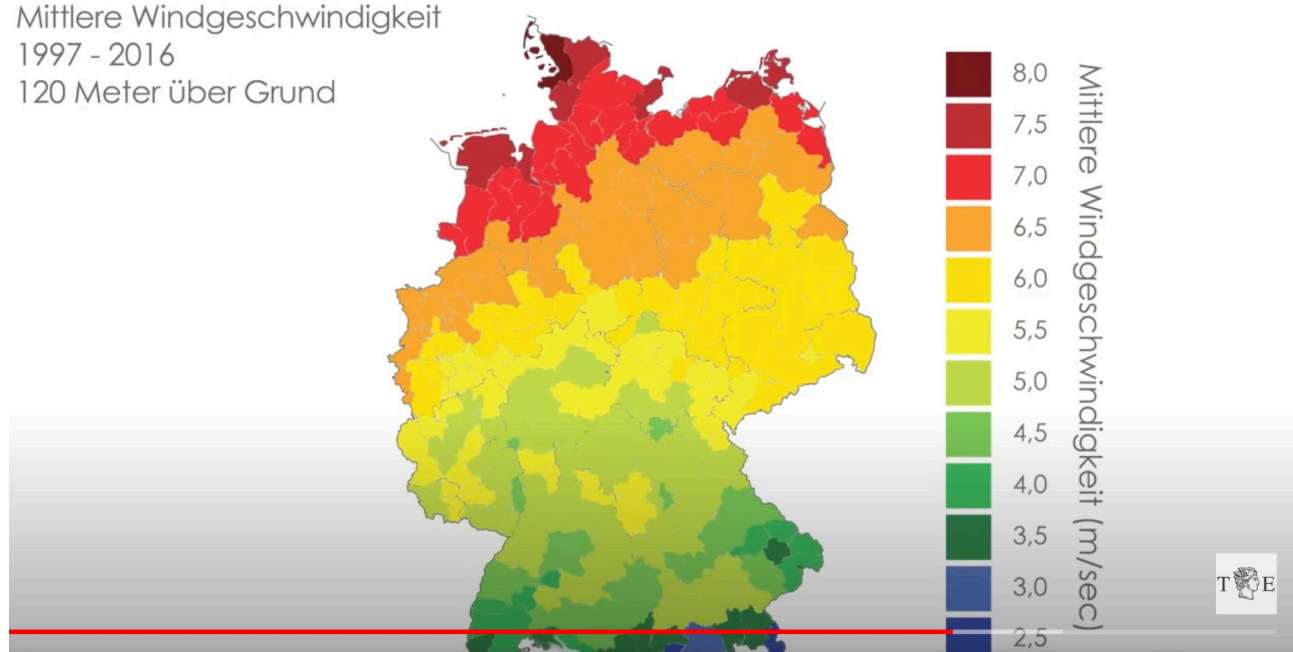 Mittlere Windgeschwindigkeit
1997 - 2016
120 Meter über Grund
8,0
7,5
7,0
6,5
6,0
5,5
5,0
4,5
4,0
3,5
3,0
2,5
Mittlere Windgeschwindigkeit (m/sec)
T E